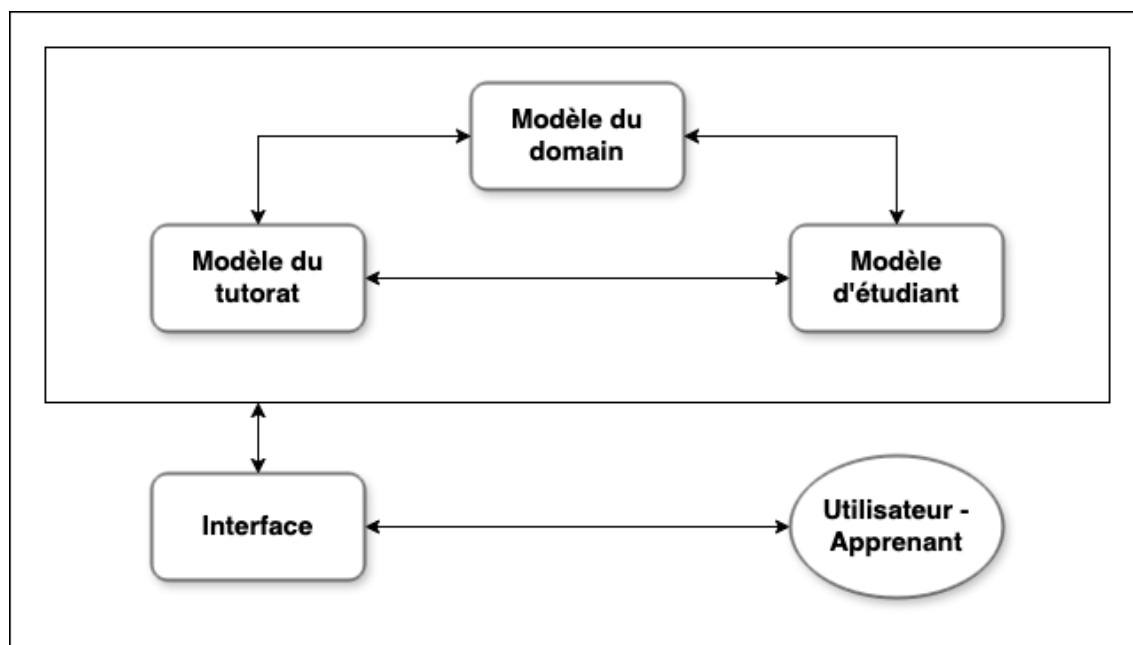 Modèle du
domain
Modèle du
tutorat
Modèle
d'étudiant
Interface
Utilisateur -
Apprenant